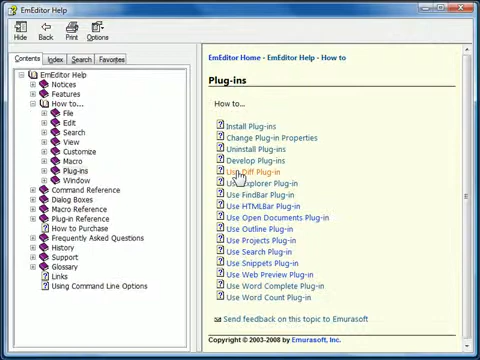 EmEditor Help
Hide
Back
Print
Options
Contents
Index
Search
Favorites
EmEditor Help
Notices
Features
How to...
File
Edit
Search
View
Customize
Macro
Plug-ins
Window
Command Reference
Dialog Boxes
Macro Reference
Plug-in Reference
How to Purchase
Frequently Asked Questions
History
Support
Glossary
Links
Using Command Line Options
EmEditor Home - EmEditor Help - How to
Plug-ins
How to...
Install Plug-ins
Change Plug-in Properties
Uninstall Plug-ins
Develop Plug-ins
Use Diff Plug-in
Use Explorer Plug-in
Use FindBar Plug-in
Use HTMLBar Plug-in
Use Open Documents Plug-in
Use Outline Plug-in
Use Projects Plug-in
Use Search Plug-in
Use Snippets Plug-in
Use Web Preview Plug-in
Use Word Complete Plug-in
Use Word Count Plug-in
Send feedback on this topic to Emurasoft
Copyright © 2003-2008 by Emurasoft, Inc.